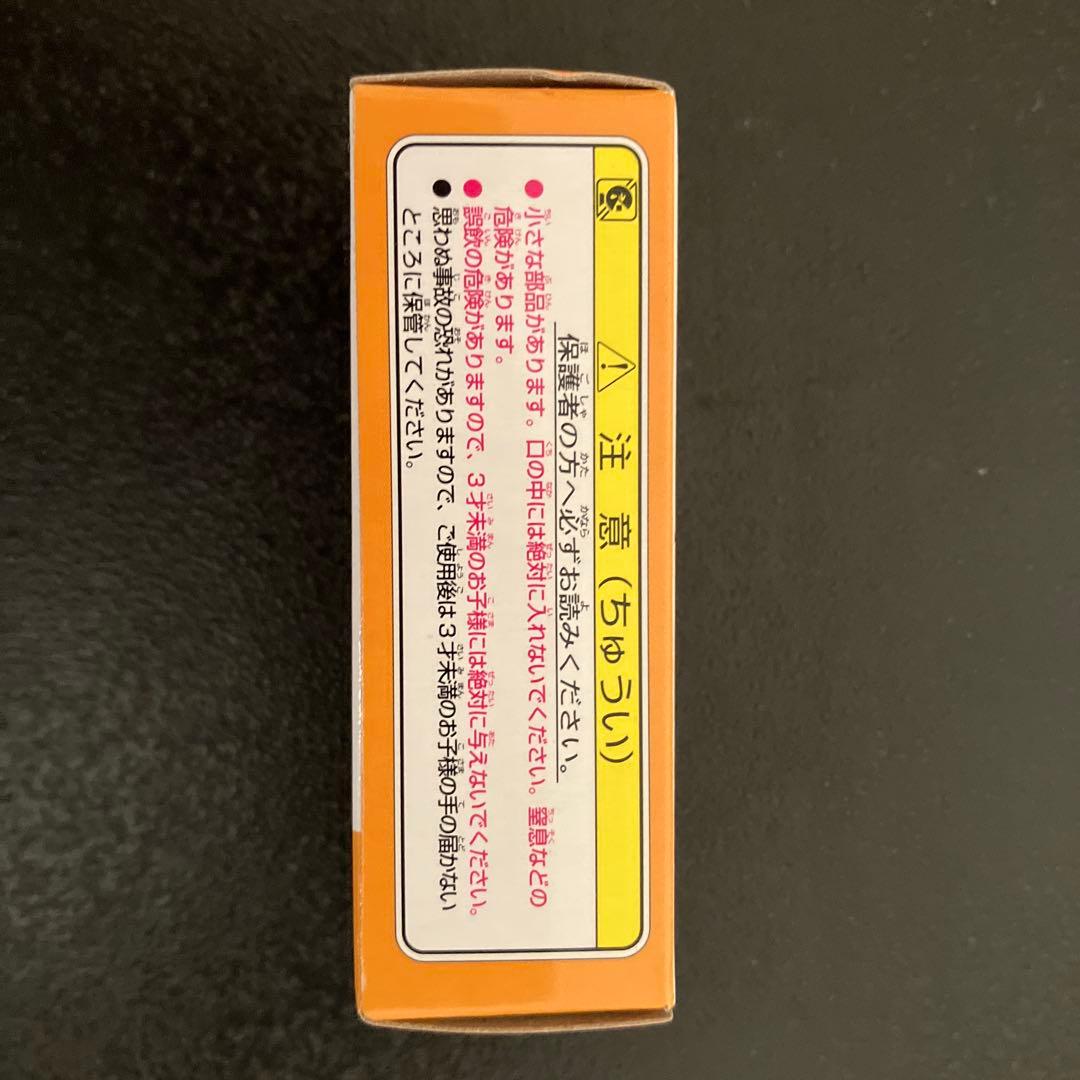 ⚠ 注意(ちゅうい)
保護者の方へ必ずお読みください。
● 小さな部品があります。口の中には絶対に入れないでください。窒息などの
危険があります。
● 誤飲の危険がありますので、3才未満のお子様には絶対に与えないでください。
● 思わぬ事故の恐れがありますので、ご使用後は3才未満のお子様の手の届かない
ところに保管してください。